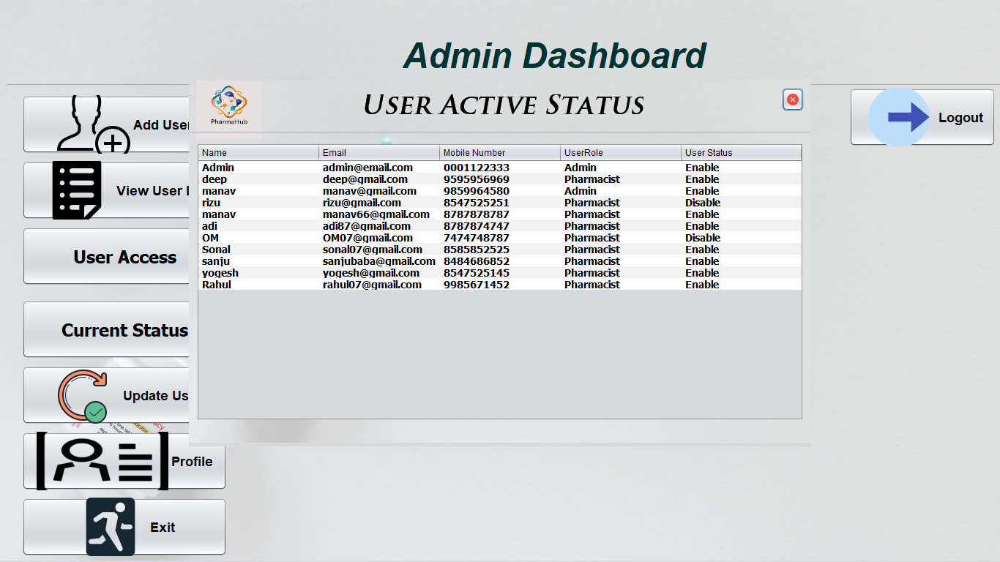 Admin Dashboard
PharmaHub
USER ACTIVE STATUS
Logout
Add User
View User
User Access
Current Status
Update Us
Profile
Exit
Name Email Mobile Number UserRole User Status
Admin admin@email.com 0001122333 Admin Enable
deep deep@gmail.com 9595956969 Pharmacist Enable
manav manav@gmail.com 9859964580 Admin Enable
rizu rizu@gmail.com 8547525251 Pharmacist Disable
manav manav66@gmail.com 8787878787 Pharmacist Enable
adi adi87@gmail.com 8787874747 Pharmacist Enable
OM OM07@gmail.com 7474748787 Pharmacist Disable
Sonal sonal07@gmail.com 8585852525 Pharmacist Enable
sanju sanjubaba@gmail.com 8484686852 Pharmacist Enable
yogesh yogesh@gmail.com 8547525145 Pharmacist Enable
Rahul rahul07@gmail.com 9985671452 Pharmacist Enable